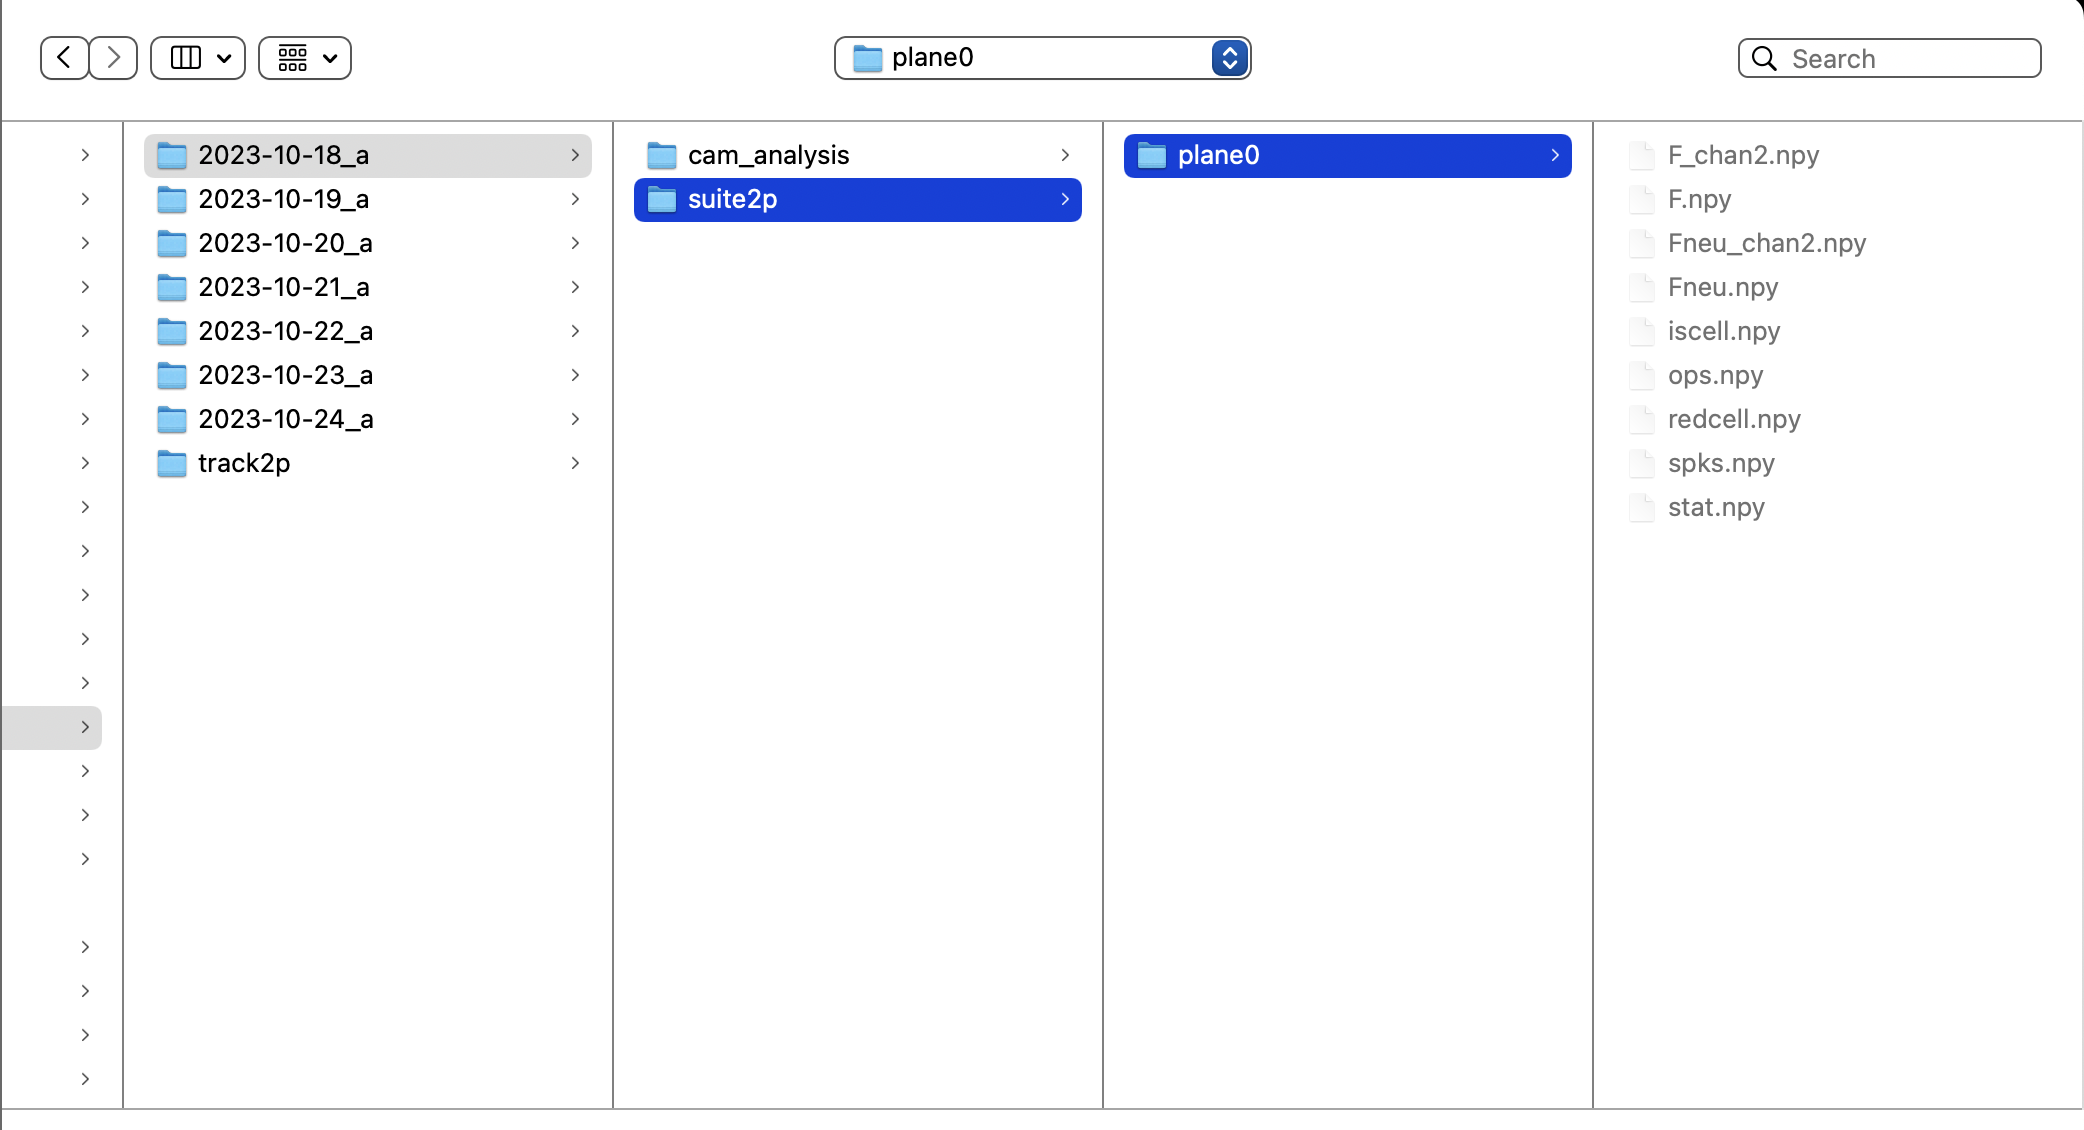 plane0
Search
2023-10-18_a
2023-10-19_a
2023-10-20_a
2023-10-21_a
2023-10-22_a
2023-10-23_a
2023-10-24_a
track2p
cam_analysis
suite2p
plane0
F_chan2.npy
F.npy
Fneu_chan2.npy
Fneu.npy
iscell.npy
ops.npy
redcell.npy
spks.npy
stat.npy